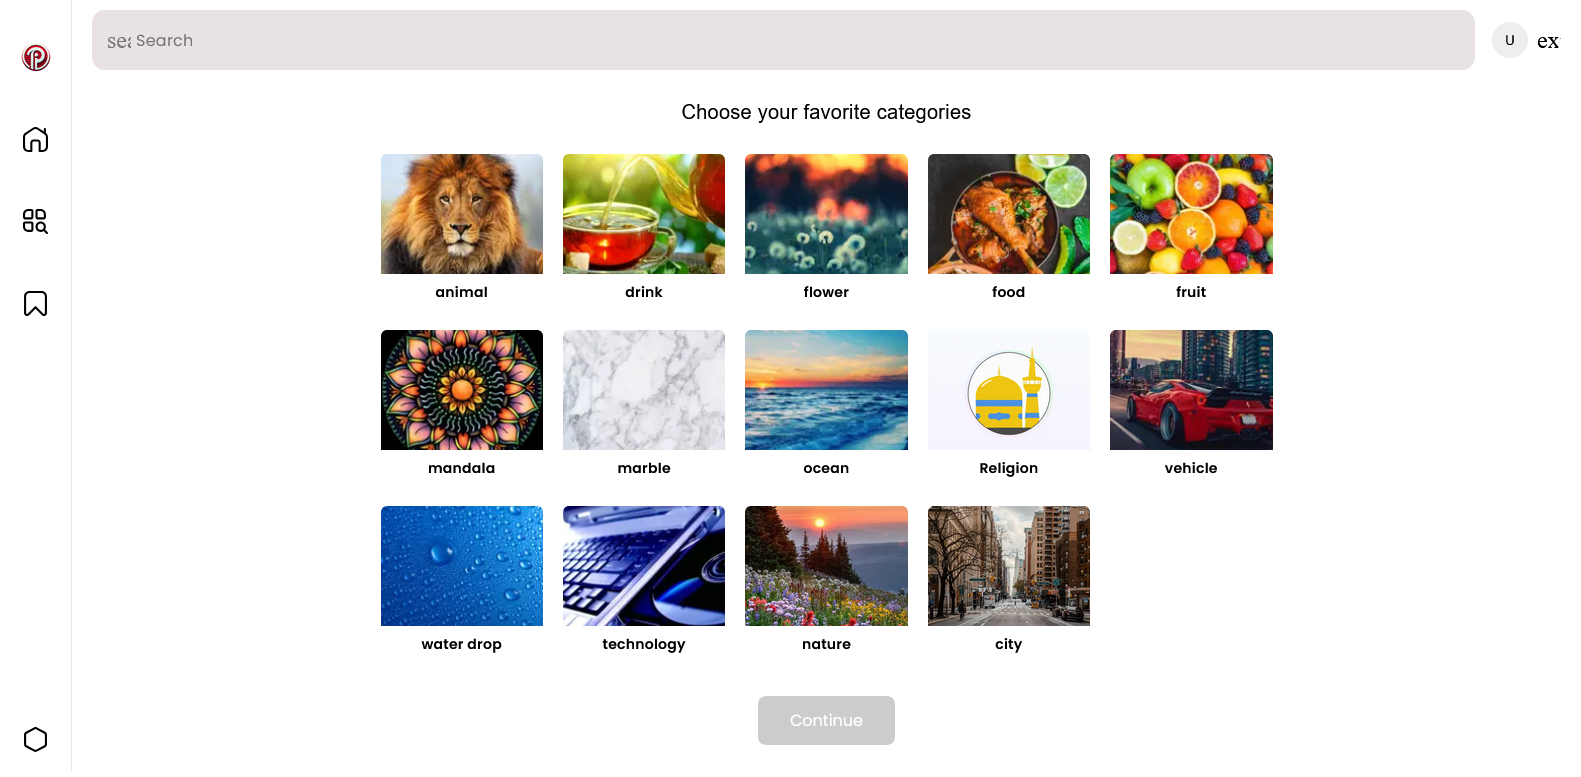 Search
U
ex
Choose your favorite categories
animal
drink
flower
food
fruit
mandala
marble
ocean
Religion
vehicle
water drop
technology
nature
city
Continue